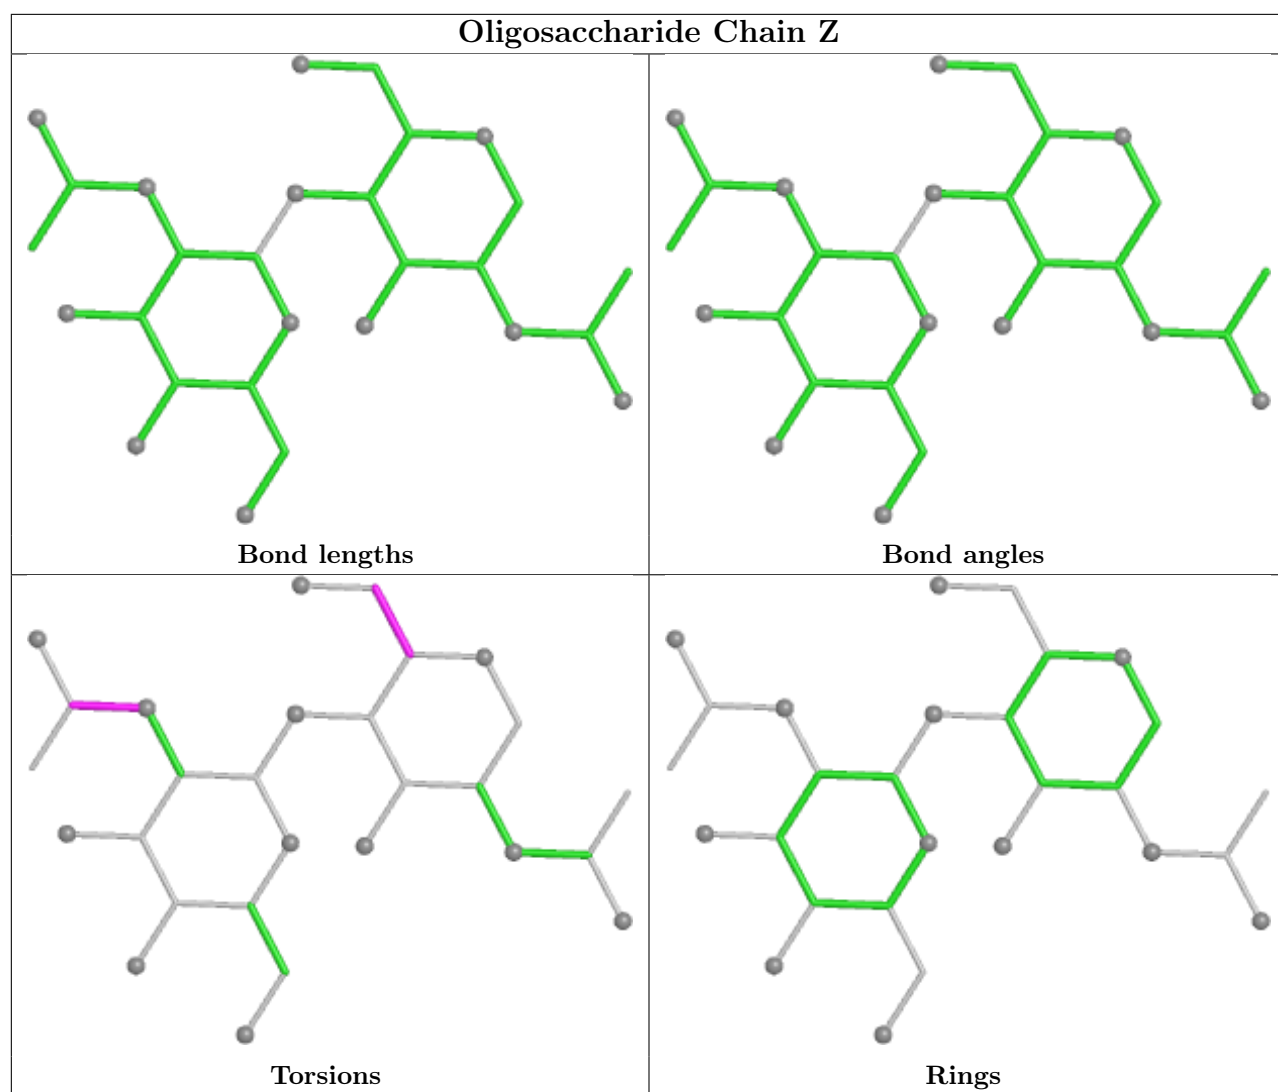 Oligosaccharide Chain Z
Bond lengths
Bond angles
Torsions
Rings